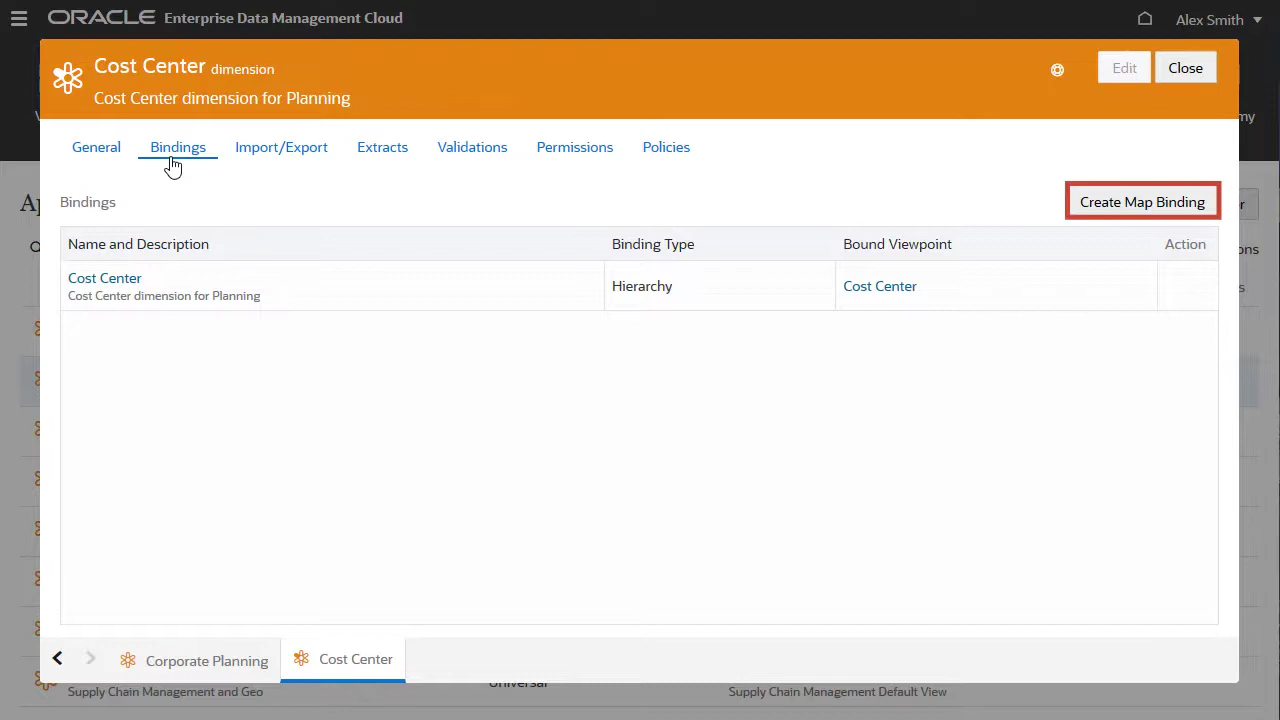 ORACLE Enterprise Data Management Cloud
Alex Smith
Cost Center dimension
Edit
Close
Cost Center dimension for Planning
General
Bindings
Import/Export
Extracts
Validations
Permissions
Policies
Bindings
Create Map Binding
Name and Description
Binding Type
Bound Viewpoint
Action
Cost Center
Cost Center dimension for Planning
Hierarchy
Cost Center
Corporate Planning
Cost Center
Supply Chain Management and Geo
Universal
Supply Chain Management Default View